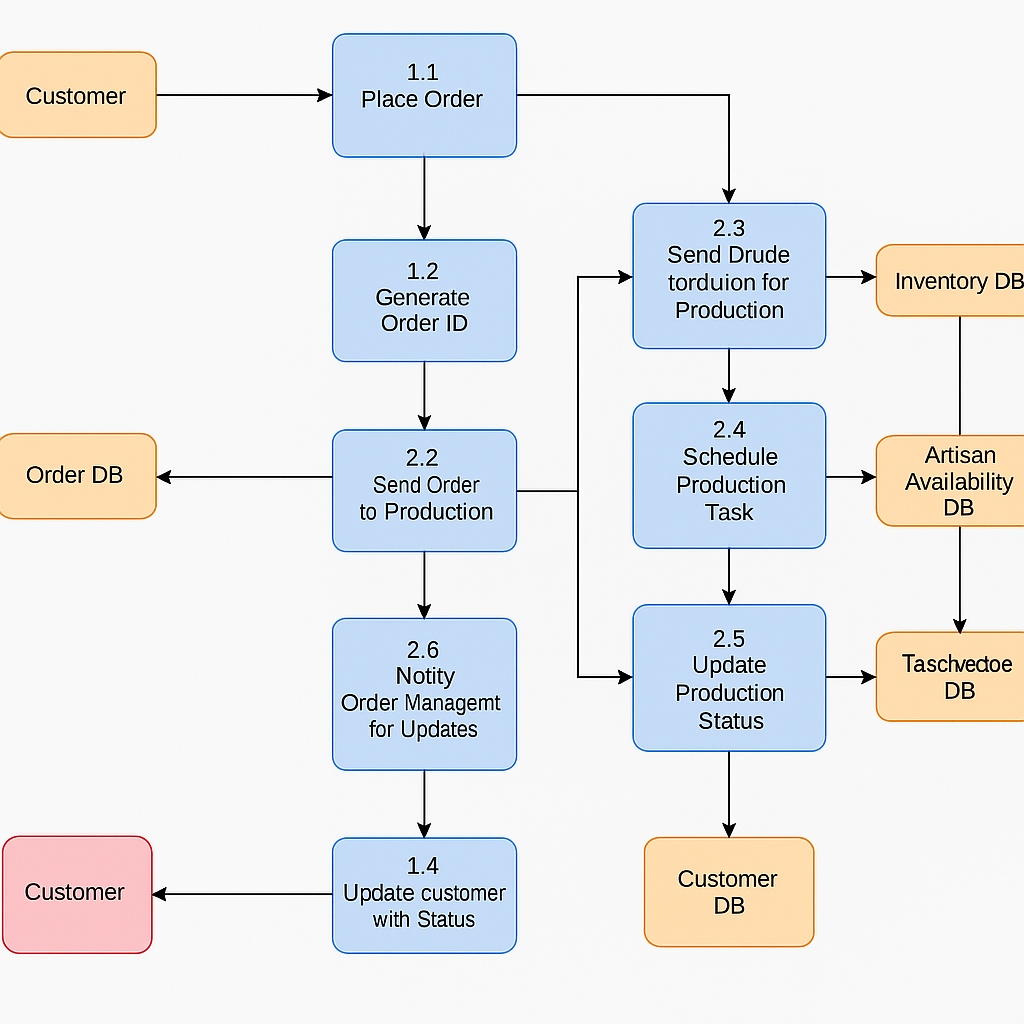 Customer
1.1
Place Order
1.2
Generate
Order ID
2.3
Send Drude
torduion for
Production
Inventory DB
Order DB
2.2
Send Order
to Production
2.4
Schedule
Production
Task
Artisan
Availability
DB
2.6
Notity
Order Managemt
for Updates
2.5
Update
Production
Status
Taschvectoe
DB
Customer
1.4
Update customer
with Status
Customer
DB